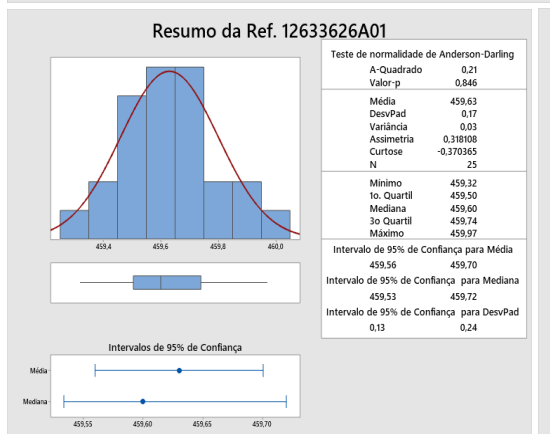 Resumo da Ref. 12633626A01
459,4 459,6 459,8 460,0
Teste de normalidade de Anderson-Darling
A-Quadrado 0,21
Valor-p 0,846
Média 459,63
DesvPad 0,17
Variância 0,03
Assimetria 0,318108
Curtose -0,370365
N 25
Mínimo 459,32
1o. Quartil 459,50
Mediana 459,60
3o Quartil 459,74
Máximo 459,97
Intervalo de 95% de Confiança para Média
459,56 459,70
Intervalo de 95% de Confiança para Mediana
459,53 459,72
Intervalo de 95% de Confiança para DesvPad
0,13 0,24
Intervalos de 95% de Confiança
Média
Mediana
459,55 459,60 459,65 459,70